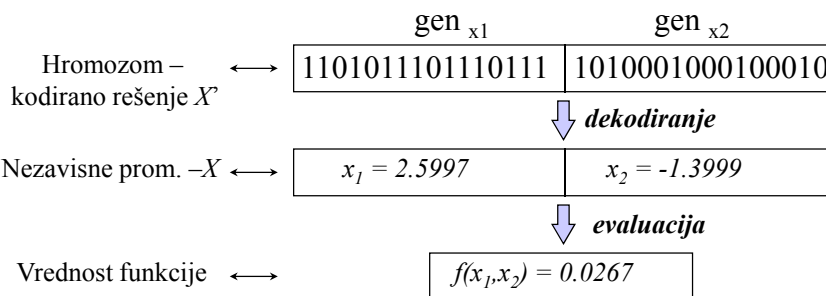 gen x1 gen x2
Hromozom –
kodirano rešenje X'
1101011101110111 1010001000100010
dekodiranje
Nezavisne prom. –X x1 = 2.5997 x2 = -1.3999
evaluacija
Vrednost funkcije f(x1,x2) = 0.0267